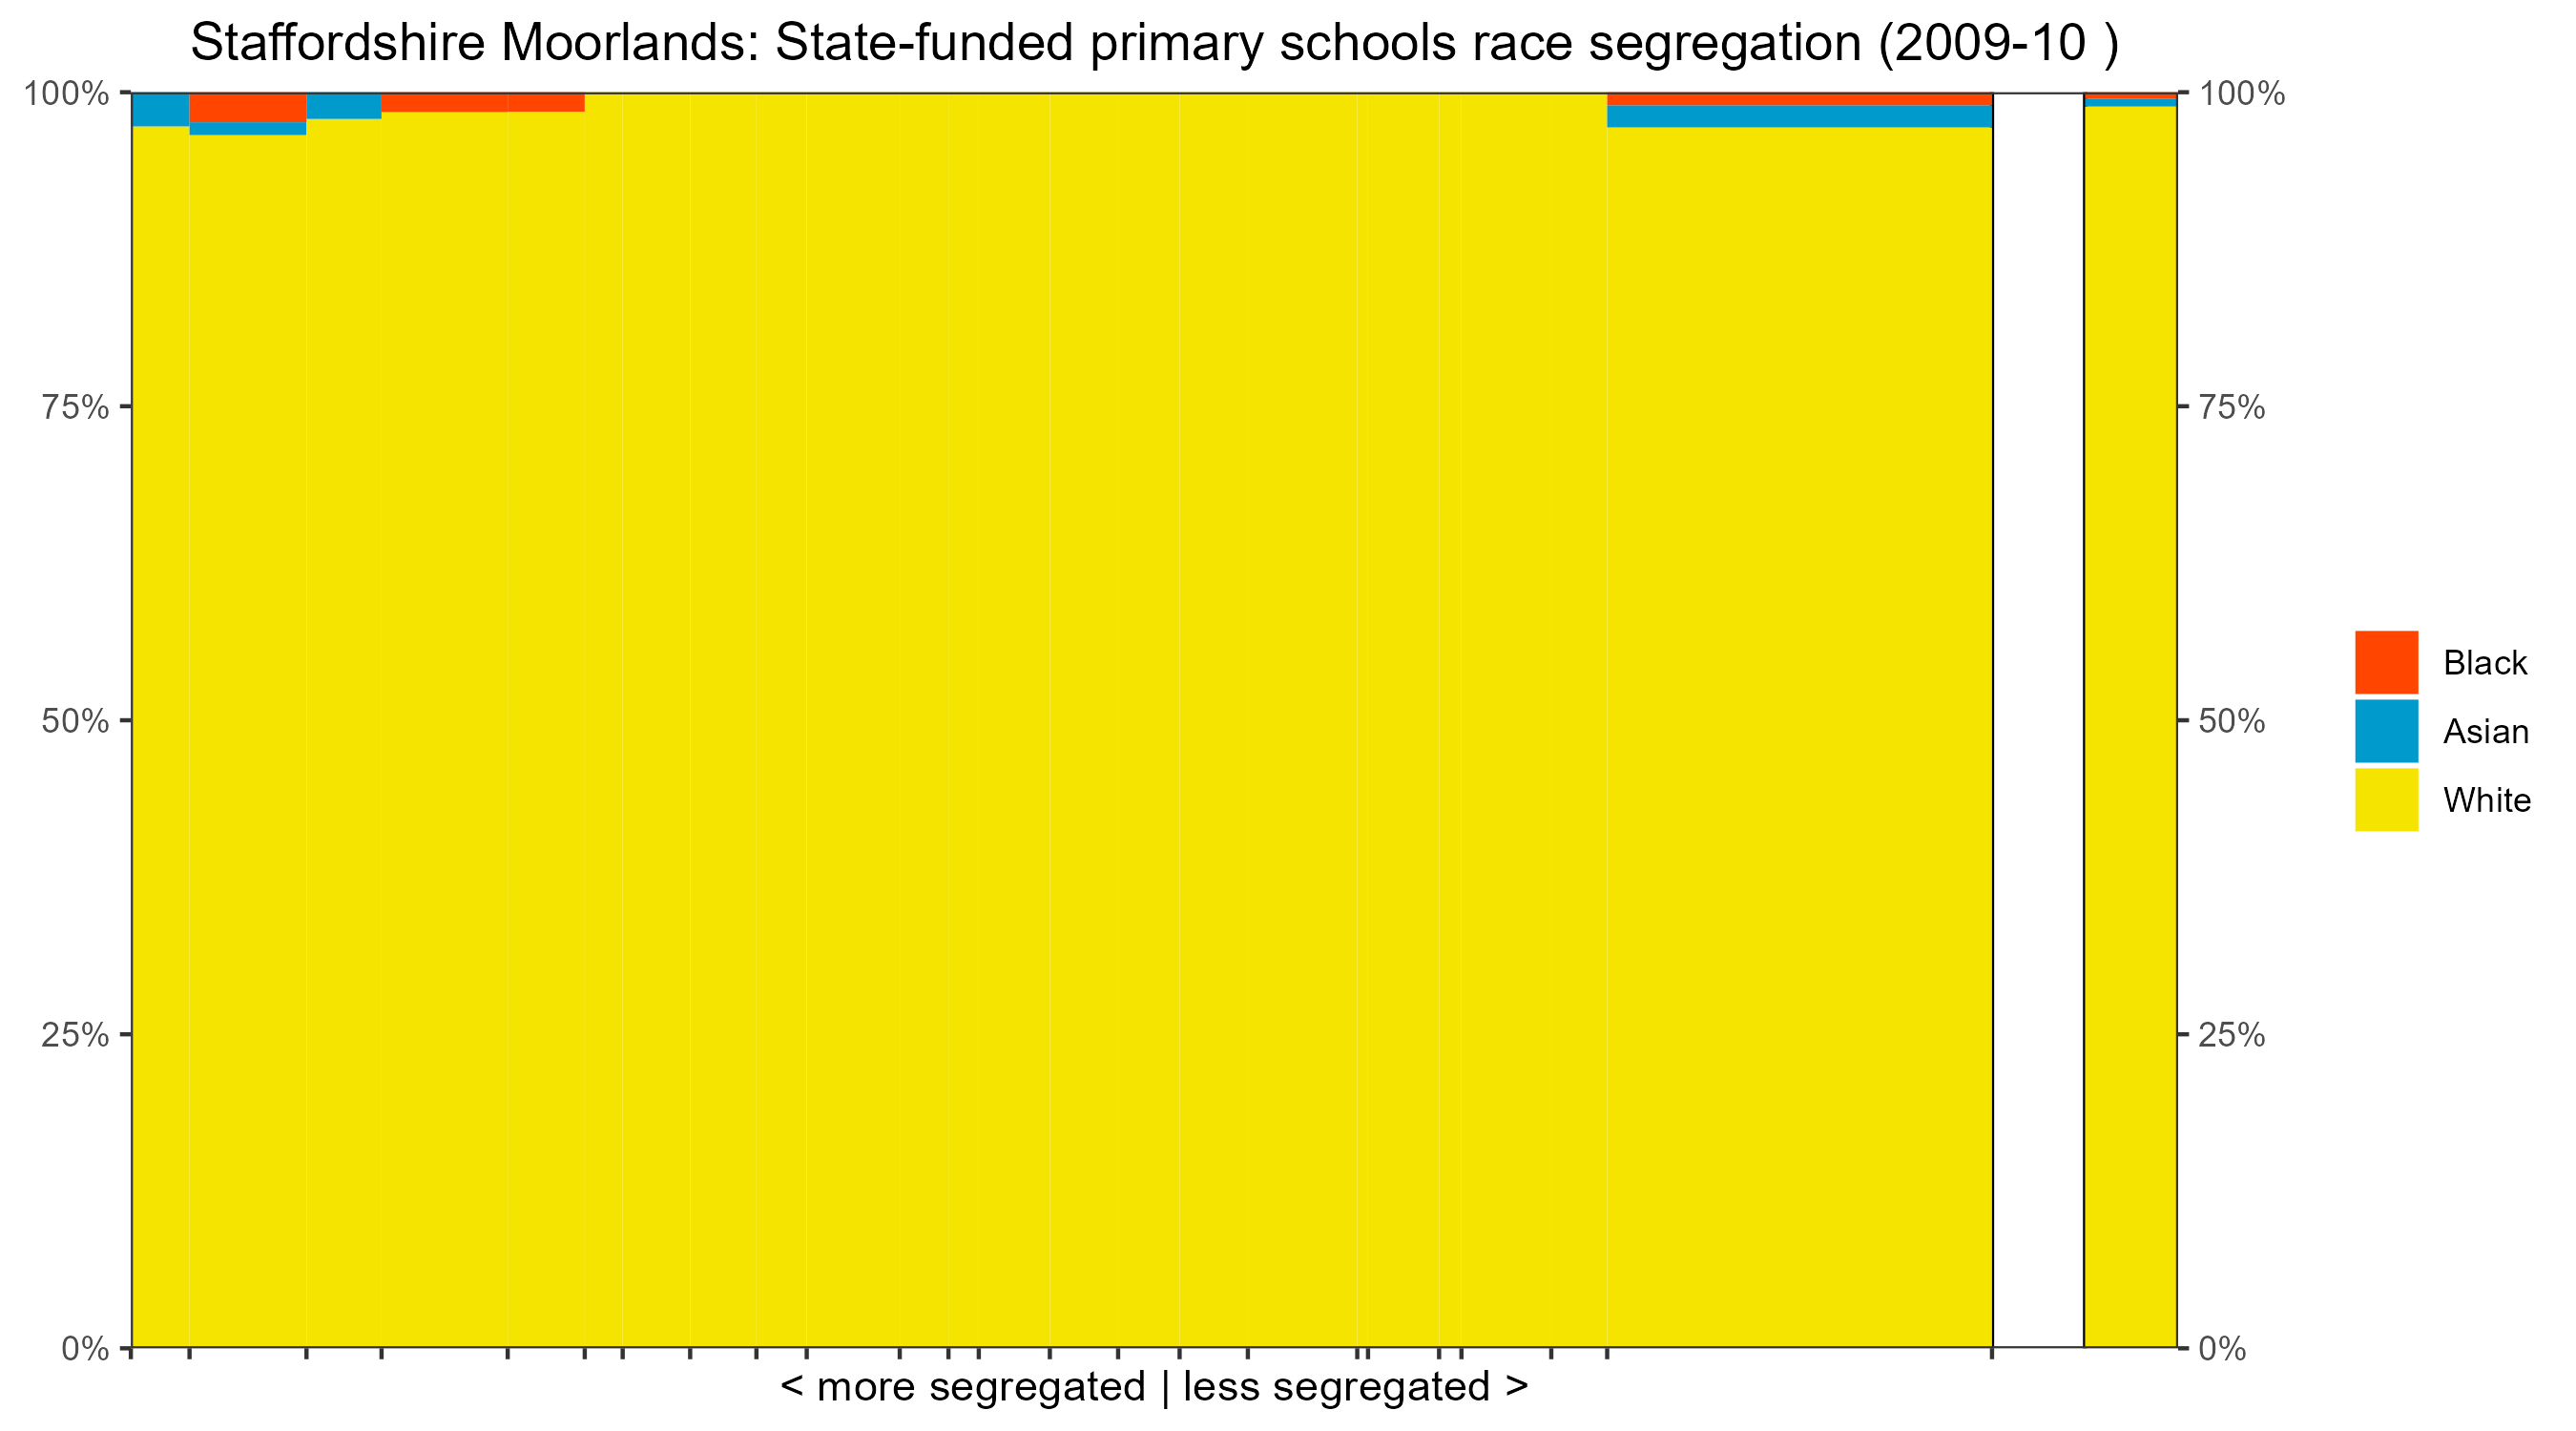 Staffordshire Moorlands: State-funded primary schools race segregation (2009-10 )
100%
75%
50%
25%
0%
100%
75%
50%
25%
0%
< more segregated | less segregated >
Black
Asian
White